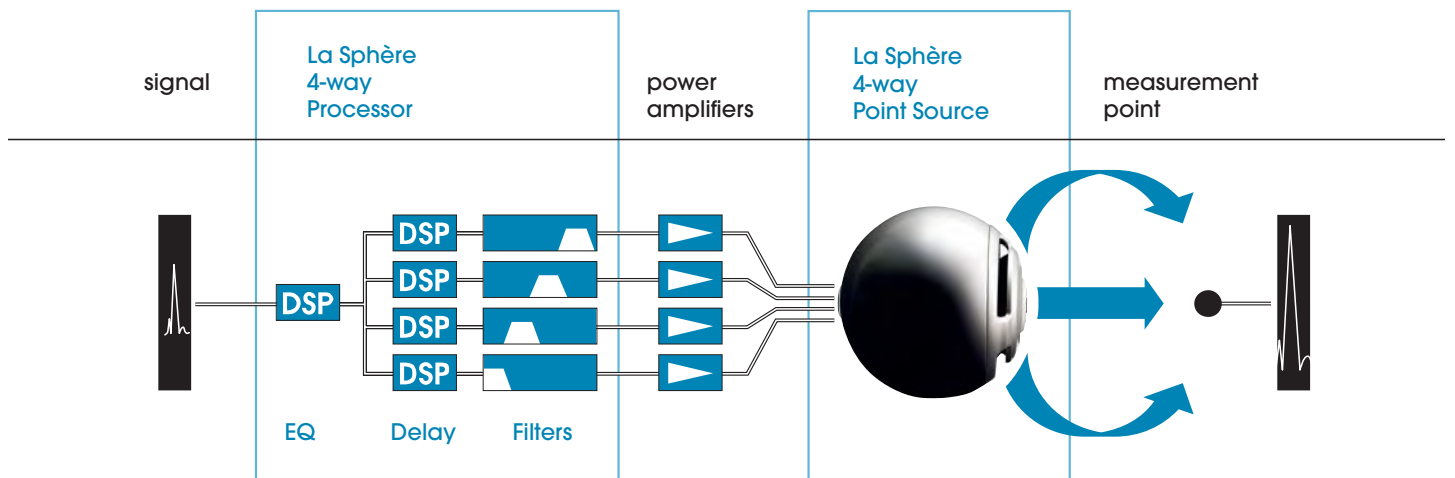 signal
La Sphère
4-way
Processor
power
amplifiers
La Sphère
4-way
Point Source
measurement
point
DSP
DSP
DSP
DSP
DSP
EQ
Delay
Filters